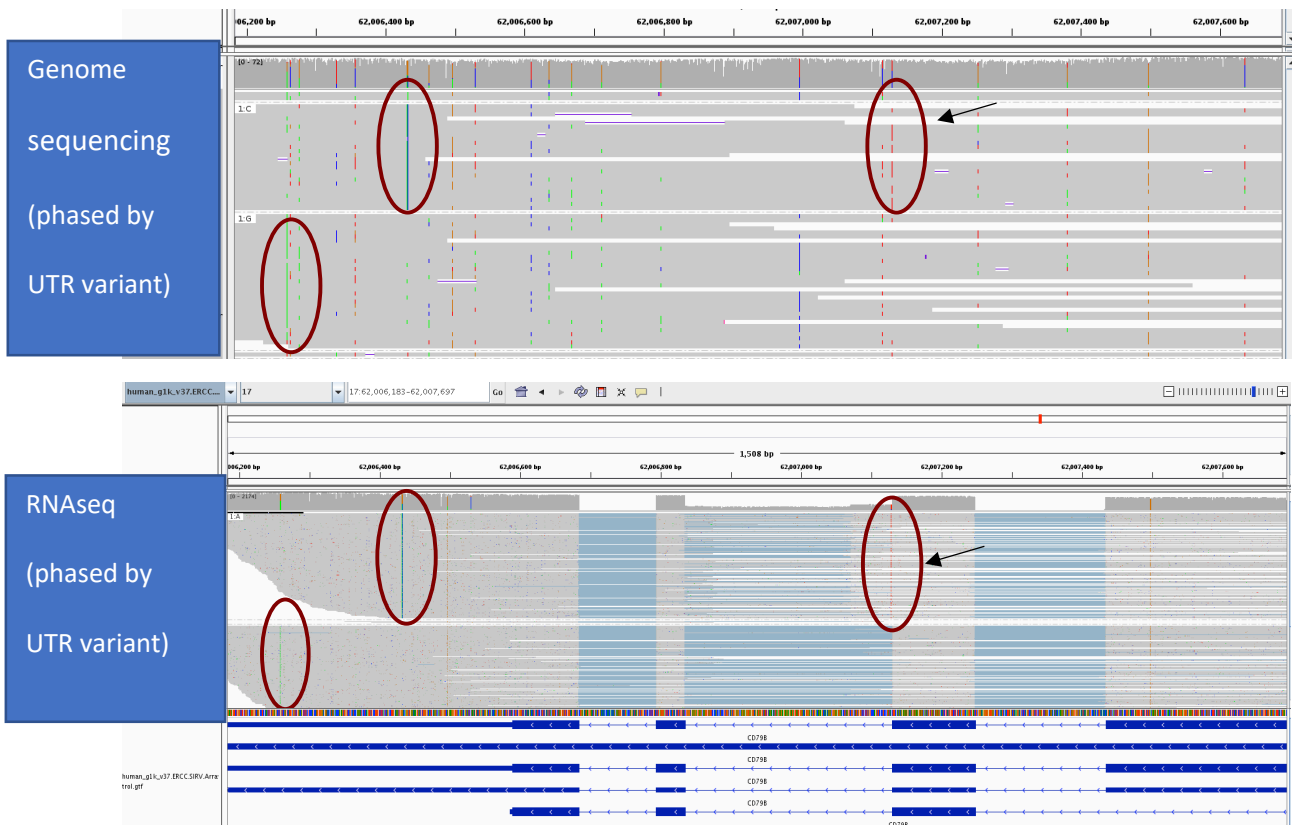 06,200 bp 62,006,400 bp 62,006,600 bp 62,006,800 bp 62,007,000 bp 62,007,200 bp 62,007,400 bp 62,007,600 bp
Genome
sequencing
(phased by
UTR variant)
[0 - 72]
1:C
1:G
human_g1k_v37.ERCC.... 17 17:62,006,183-62,007,697 Go
1,508 bp
006,200 bp 62,006,400 bp 62,006,600 bp 62,006,800 bp 62,007,000 bp 62,007,200 bp 62,007,400 bp 62,007,600 bp
RNAseq
(phased by
UTR variant)
1:A
CD79B
CD79B
CD79B
CD79B
CD79B
human_g1k_v37.ERCC.SIRV.Array
trol.gtf